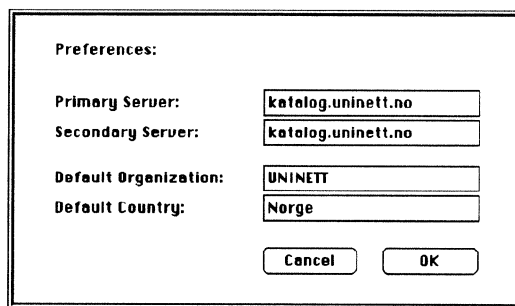 Preferences:
Primary Server: katalog.uninett.no
Secondary Server: katalog.uninett.no
Default Organization: UNINETT
Default Country: Norge
Cancel OK